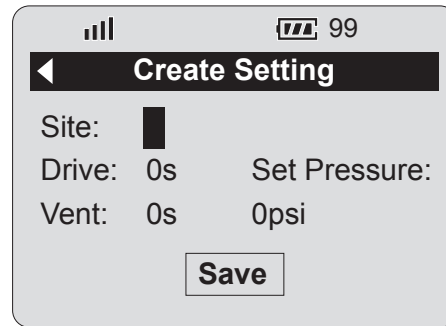 99
Create Setting
Site:
Drive: 0s Set Pressure:
Vent: 0s 0psi
Save